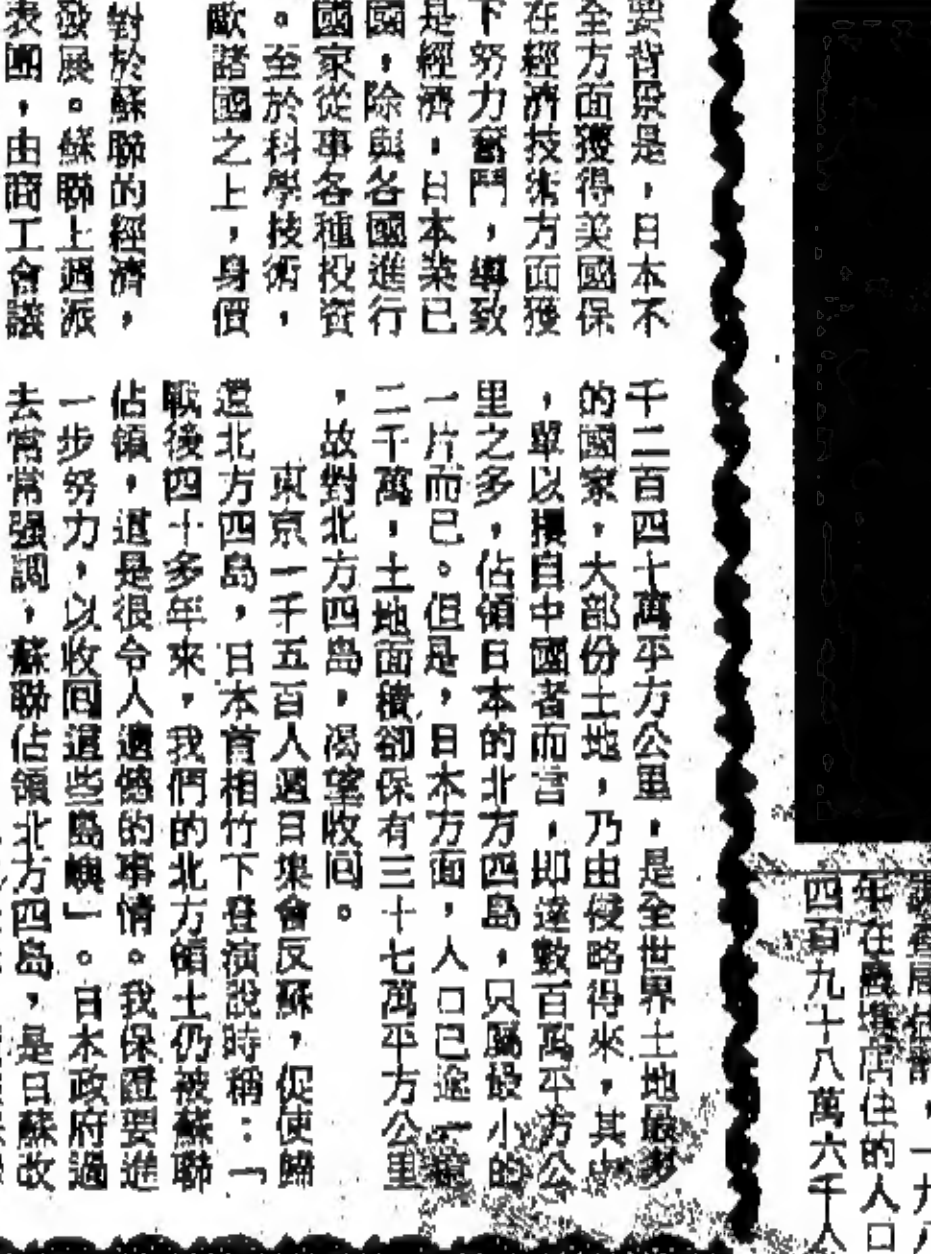 年在農場居住的人口
四百九十八萬六千人
要背景是，日本不
全方面獲得美國保
在經濟技術方面獲
下努力奮鬥，導致
是經濟，日本業已
國，除與各國進行
國家從事各種投資
。至於科學技術，
歐諸國之上，身價
對於蘇聯的經濟，
發展。蘇聯上週派
表團，由商工會議
千二百四十萬平方公里，是全世界土地最多
的國家，大部份土地，乃由侵略得來，其中
，單以攫自中國者而言，即達數百萬平方公
里之多，佔領日本的北方四島，只屬最小的
一片而已。但是，日本方面，人口已逾一億
二千萬，土地面積卻保有三十七萬平方公里
，故對北方四島，渴望收回。
東京一千五百人週日集會反蘇，促使歸
還北方四島，日本首相竹下登演說時稱：「
戰後四十多年來，我們的北方領土仍被蘇聯
佔領，這是很令人遺憾的事情。我保證要進
一步努力，以收回這些島嶼」。日本政府過
去常常强調，蘇聯佔領北方四島，是日蘇改